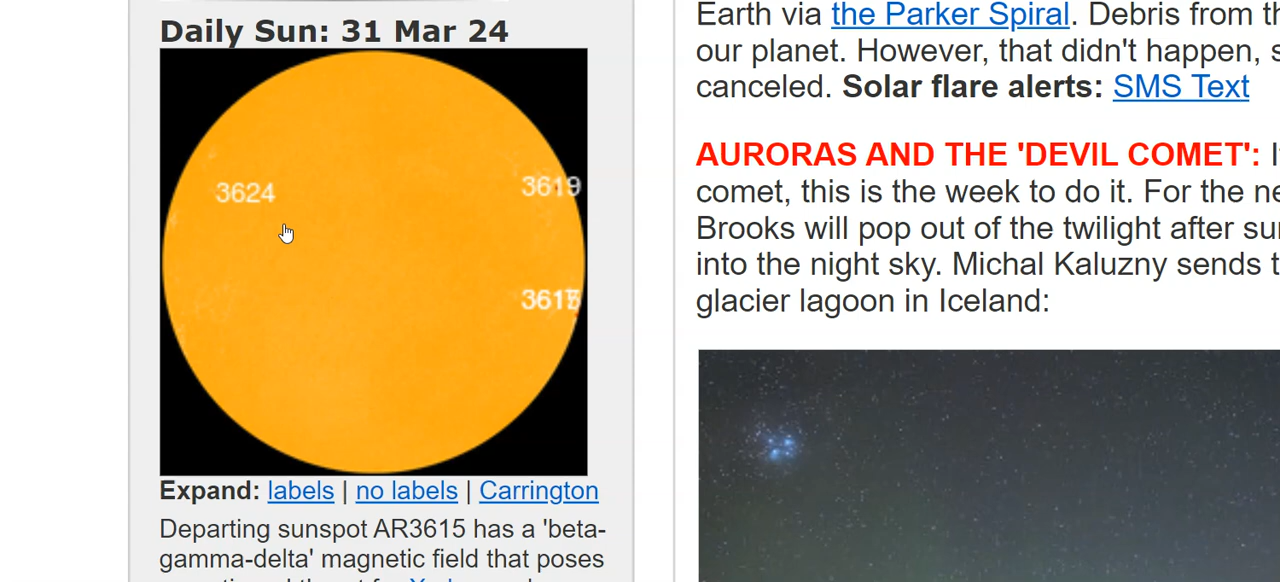 Daily Sun: 31 Mar 24
3624
3619
Expand: labels | no labels | Carrington
Departing sunspot AR3615 has a 'beta-
gamma-delta' magnetic field that poses
Earth via the Parker Spiral. Debris from
our planet. However, that didn't happen,
canceled. Solar flare alerts: SMS Text
AURORAS AND THE 'DEVIL COMET':
comet, this is the week to do it. For the
Brooks will pop out of the twilight after
into the night sky. Michal Kaluzny sends
glacier lagoon in Iceland: